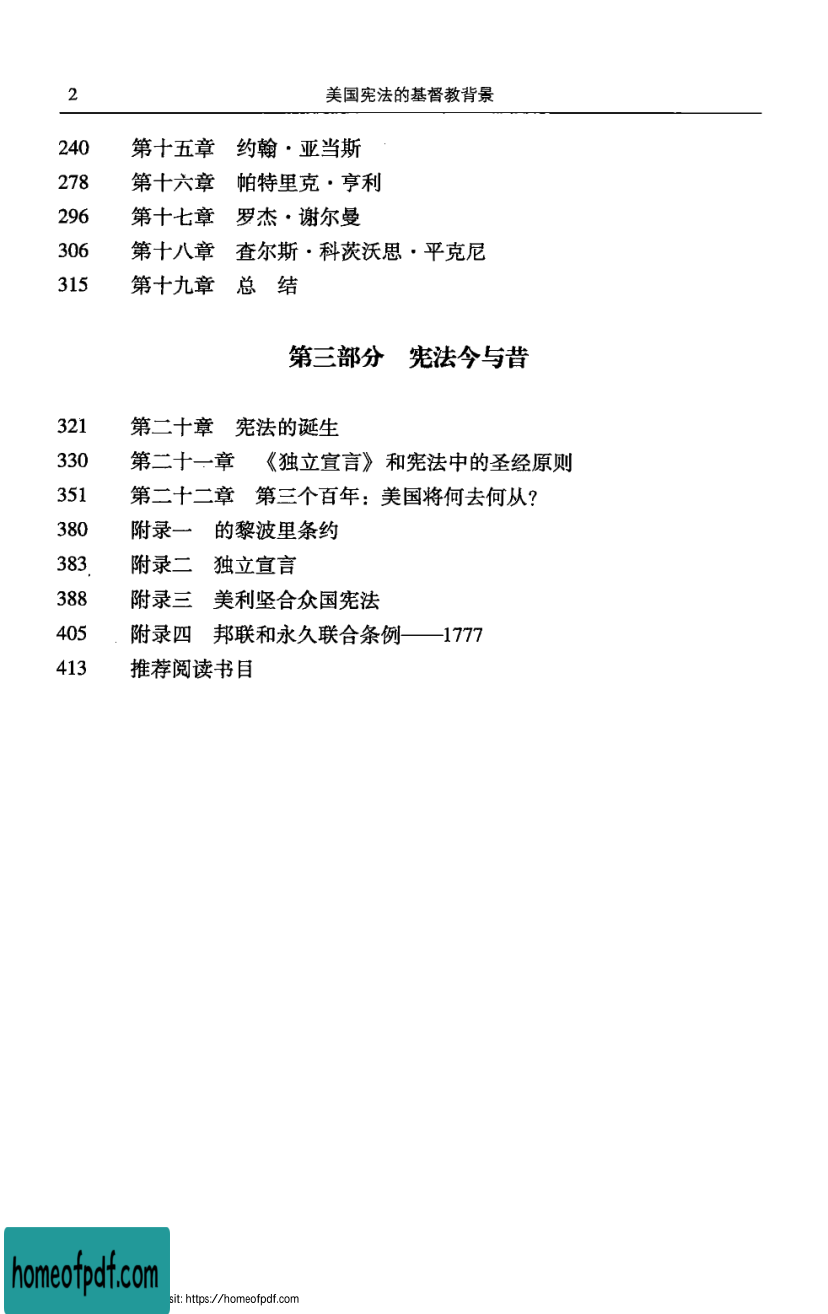 2 美国宪法的基督教背景
240 第十五章 约翰·亚当斯
278 第十六章 帕特里克·亨利
296 第十七章 罗杰·谢尔曼
306 第十八章 查尔斯·科茨沃思·平克尼
315 第十九章 总 结
第三部分 宪法今与昔
321 第二十章 宪法的诞生
330 第二十一章 《独立宣言》和宪法中的圣经原则
351 第二十二章 第三个百年：美国将何去何从？
380 附录一 的黎波里条约
383 附录二 独立宣言
388 附录三 美利坚合众国宪法
405 附录四 邦联和永久联合条例——1777
413 推荐阅读书目
homeofpdf.com
sit: https://homeofpdf.com